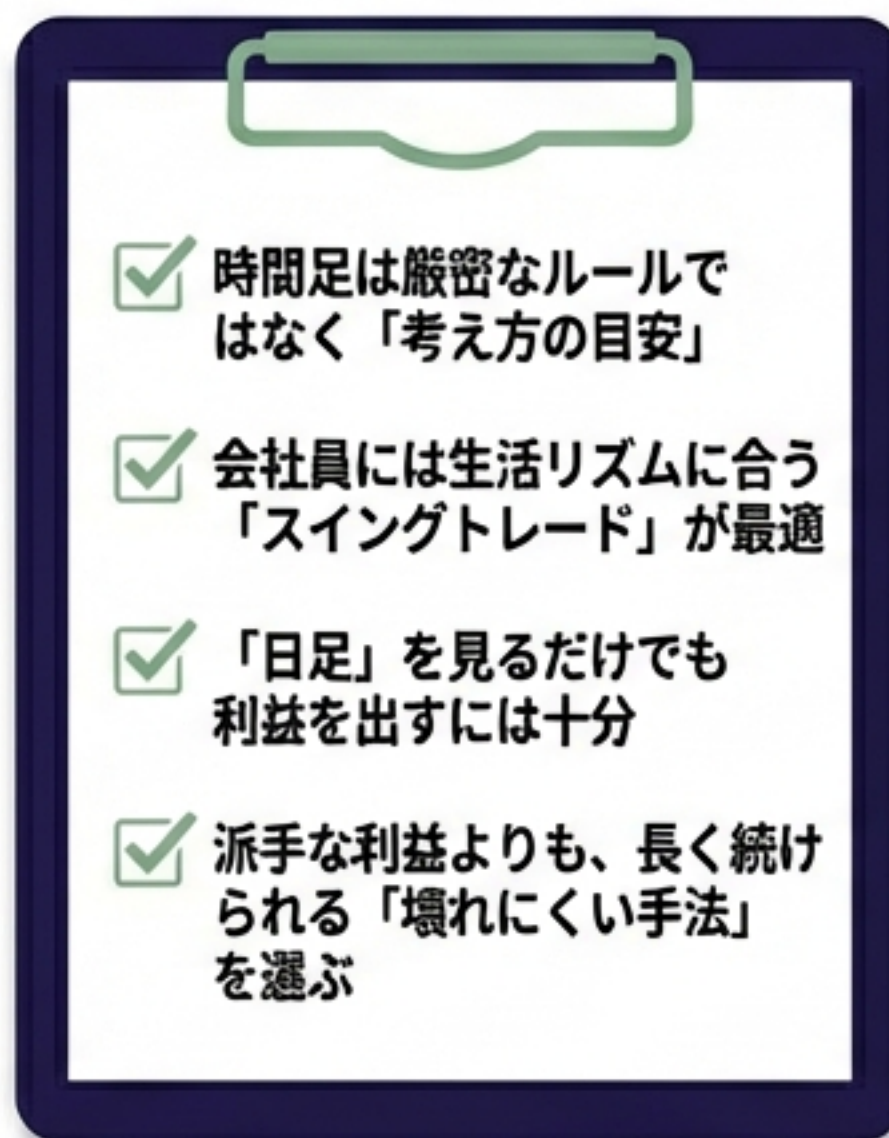 時間足は厳密なルールで
はなく「考え方の目安」
会社員には生活リズムに合う
「スイングトレード」が最適
「日足」を見るだけでも
利益を出すには十分
派手な利益よりも、長く続け
られる「壊れにくい手法」
を選ぶ